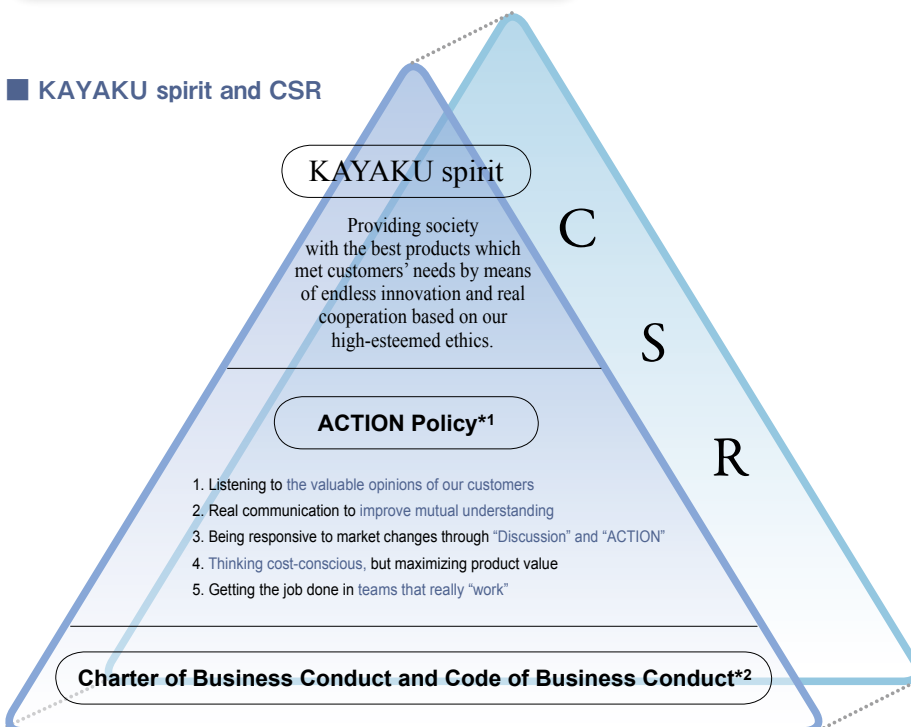 KAYAKU spirit and CSR
KAYAKU spirit
Providing society
with the best products which
met customers’ needs by means
of endless innovation and real
cooperation based on our
high-esteemed ethics.
C
S
R
ACTION Policy*1
1. Listening to the valuable opinions of our customers
2. Real communication to improve mutual understanding
3. Being responsive to market changes through “Discussion” and “ACTION”
4. Thinking cost-conscious, but maximizing product value
5. Getting the job done in teams that really “work”
Charter of Business Conduct and Code of Business Conduct*2